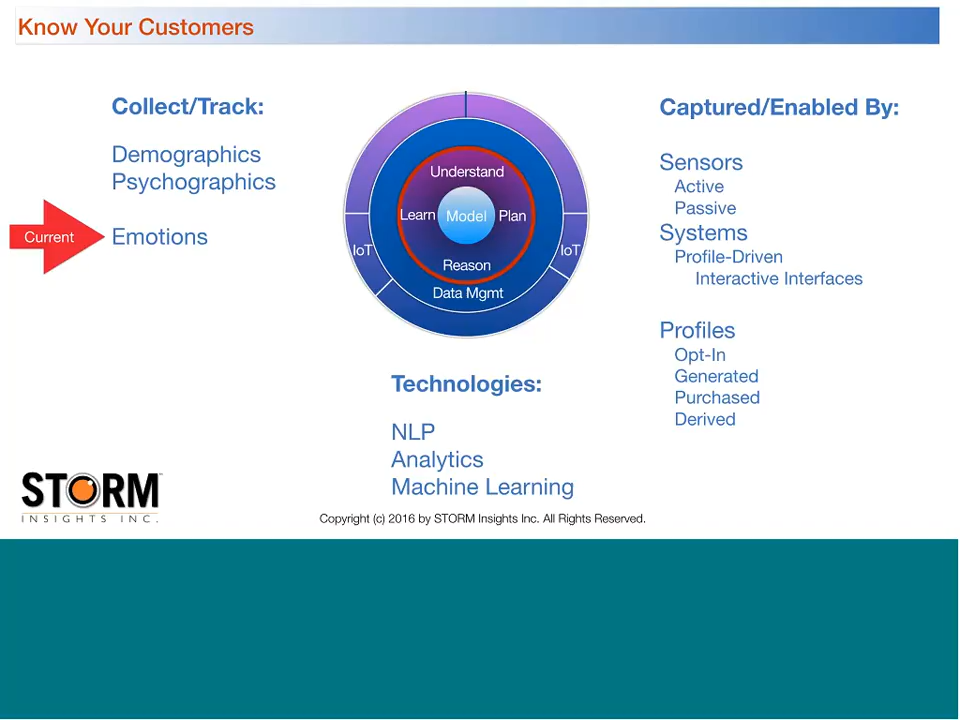 Know Your Customers
Collect/Track:
Demographics
Psychographics
Current
Emotions
Understand
Learn
Model
Plan
Reason
IoT
IoT
Data Mgmt
Captured/Enabled By:
Sensors
Active
Passive
Systems
Profile-Driven
Interactive Interfaces
Profiles
Opt-In
Generated
Purchased
Derived
Technologies:
NLP
Analytics
Machine Learning
STORM
INSIGHTS INC.
Copyright (c) 2016 by STORM Insights Inc. All Rights Reserved.